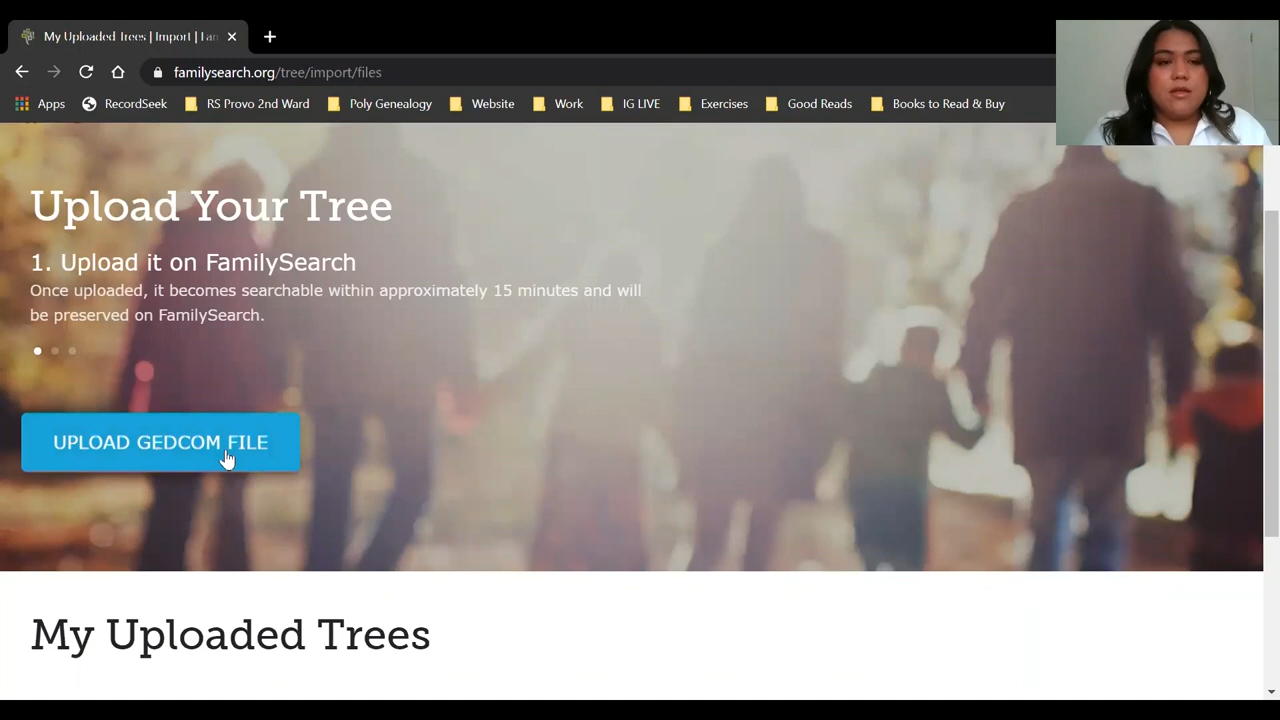 My Uploaded Trees | Import | Fam
familysearch.org/tree/import/files
Apps RecordSeek RS Provo 2nd Ward Poly Genealogy Website Work IG LIVE Exercises Good Reads Books to Read & Buy
Upload Your Tree
1. Upload it on FamilySearch
Once uploaded, it becomes searchable within approximately 15 minutes and will
be preserved on FamilySearch.
UPLOAD GEDCOM FILE
My Uploaded Trees